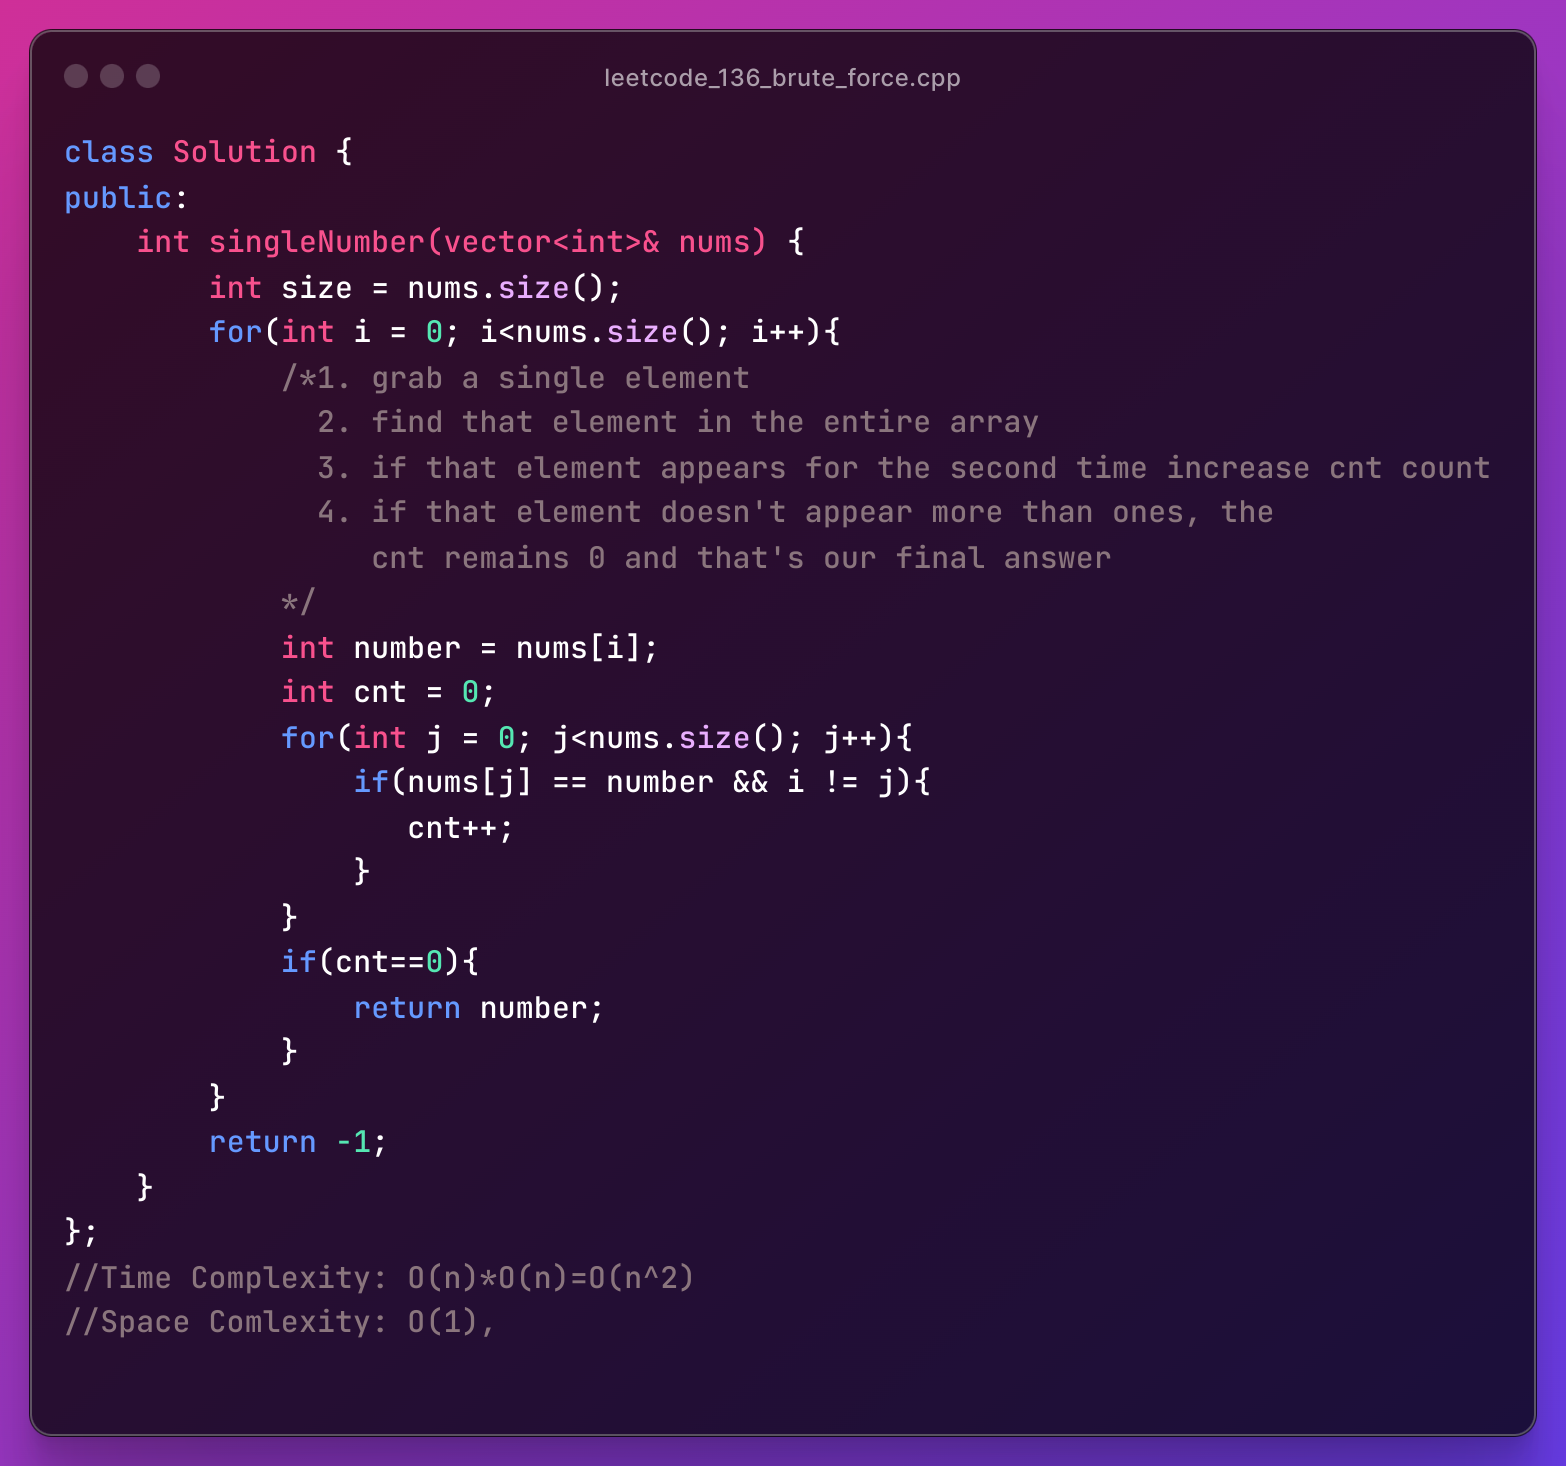 leetcode_136_brute_force.cpp
class Solution {
public:
    int singleNumber(vector<int>& nums) {
        int size = nums.size();
        for(int i = 0; i<nums.size(); i++){
            /*1. grab a single element
              2. find that element in the entire array
              3. if that element appears for the second time increase cnt count
              4. if that element doesn't appear more than ones, the
                 cnt remains 0 and that's our final answer
            */
            int number = nums[i];
            int cnt = 0;
            for(int j = 0; j<nums.size(); j++){
                if(nums[j] == number && i != j){
                   cnt++;
                }
            }
            if(cnt==0){
                return number;
            }
        }
        return -1;
    }
};
//Time Complexity: O(n)*O(n)=O(n^2)
//Space Comlexity: O(1),